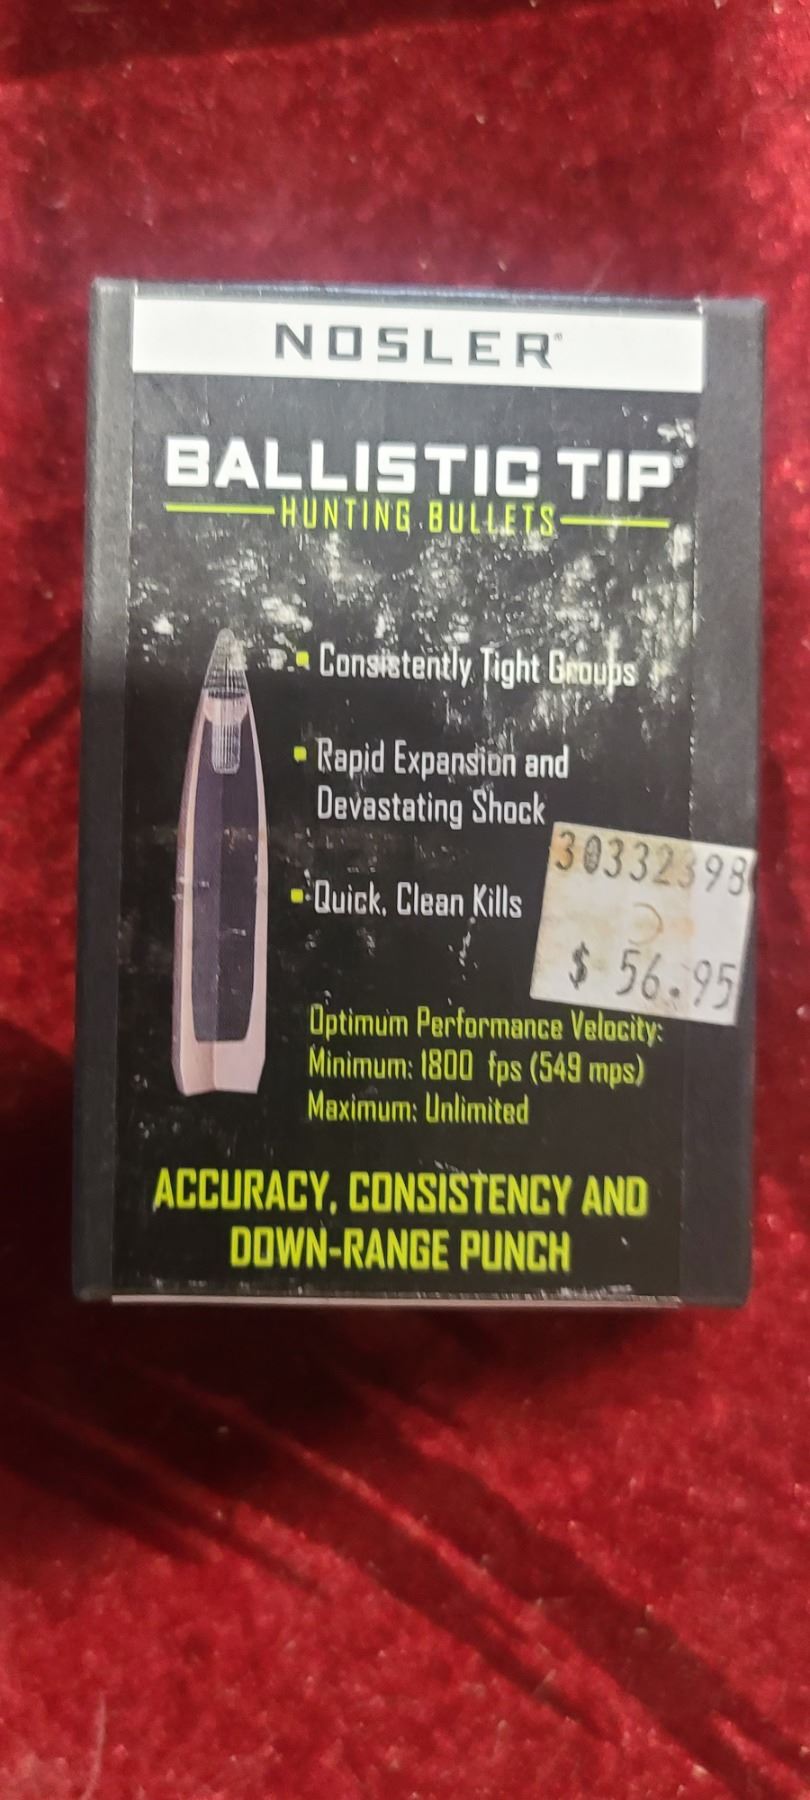 NOSLER®
BALLISTIC TIP®
HUNTING BULLETS
• Consistently Tight Groups
• Rapid Expansion and
Devastating Shock
• Quick, Clean Kills
30332398
$ 56.95
Optimum Performance Velocity:
Minimum: 1800 fps (549 mps)
Maximum: Unlimited
ACCURACY, CONSISTENCY AND
DOWN-RANGE PUNCH